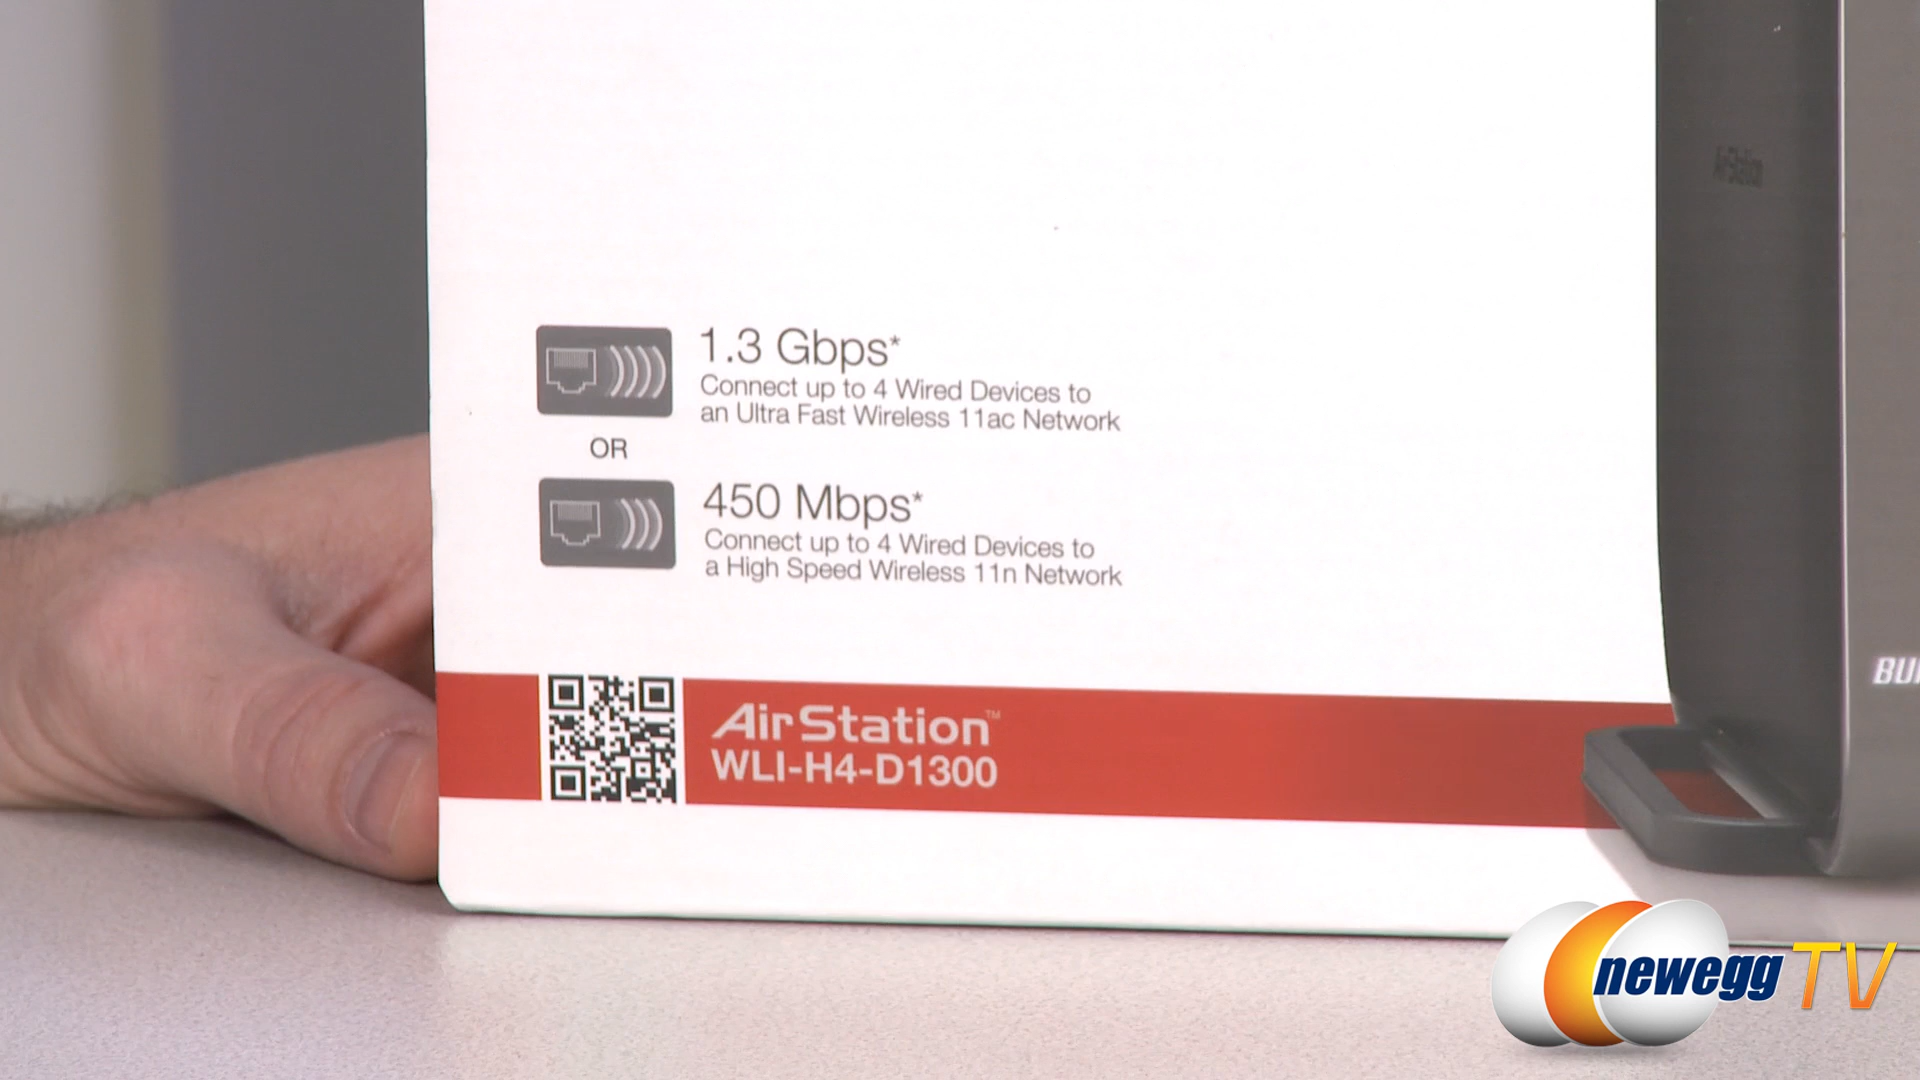 AirStation
1.3 Gbps*
Connect up to 4 Wired Devices to
an Ultra Fast Wireless 11ac Network
OR
450 Mbps*
Connect up to 4 Wired Devices to
a High Speed Wireless 11n Network
AirStation™
WLI-H4-D1300
newegg TV